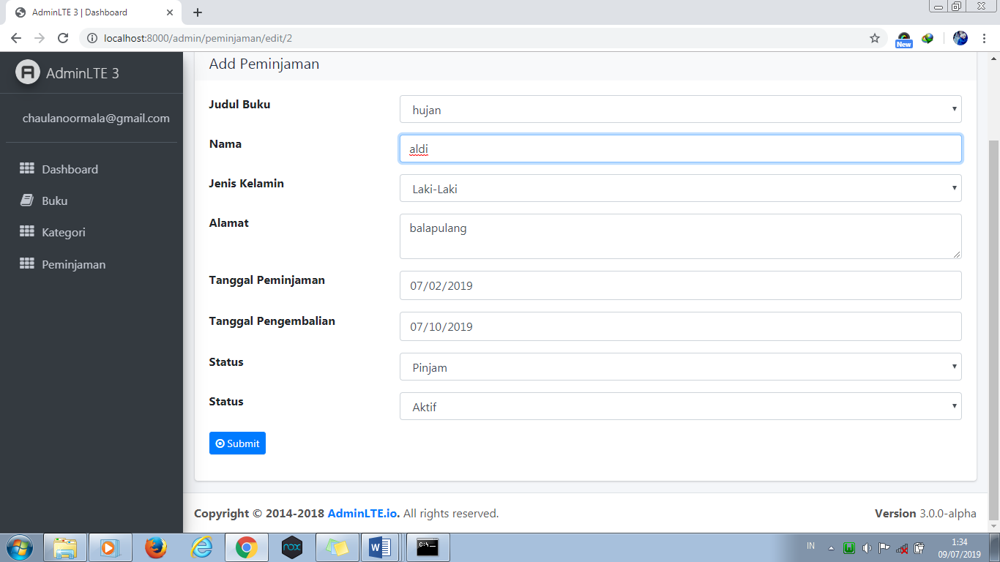 AdminLTE 3 | Dashboard
localhost:8000/admin/peminjaman/edit/2
New
AdminLTE 3
chaulanoormala@gmail.com
Dashboard
Buku
Kategori
Peminjaman
Add Peminjaman
Judul Buku hujan
Nama aldi
Jenis Kelamin Laki-Laki
Alamat balapulang
Tanggal Peminjaman 07/02/2019
Tanggal Pengembalian 07/10/2019
Status Pinjam
Status Aktif
Submit
Copyright © 2014-2018 AdminLTE.io. All rights reserved. Version 3.0.0-alpha
nox
C:\
IN
1:34
09/07/2019